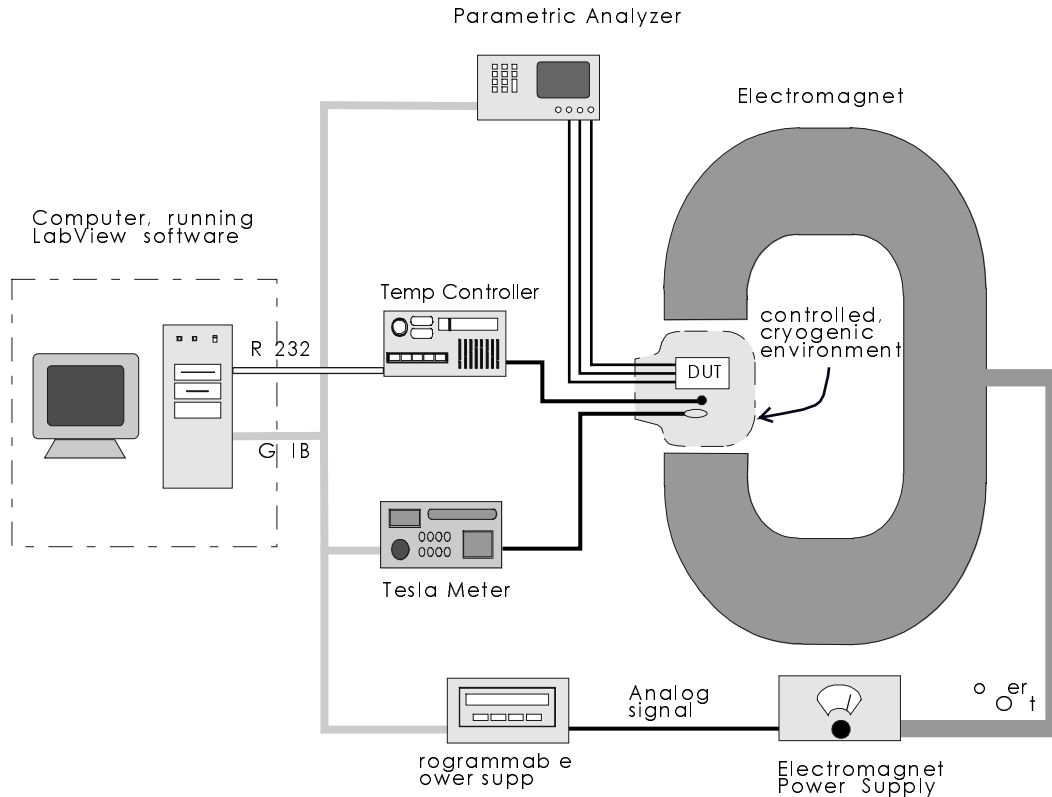 Parametric Analyzer
Electromagnet
Computer, running
LabView software
Temp Controller
controlled,
cryogenic
environment
R 232
DUT
G IB
Tesla Meter
Analog
signal
o er
O t
rogrammab e
ower supp
Electromagnet
Power Supply